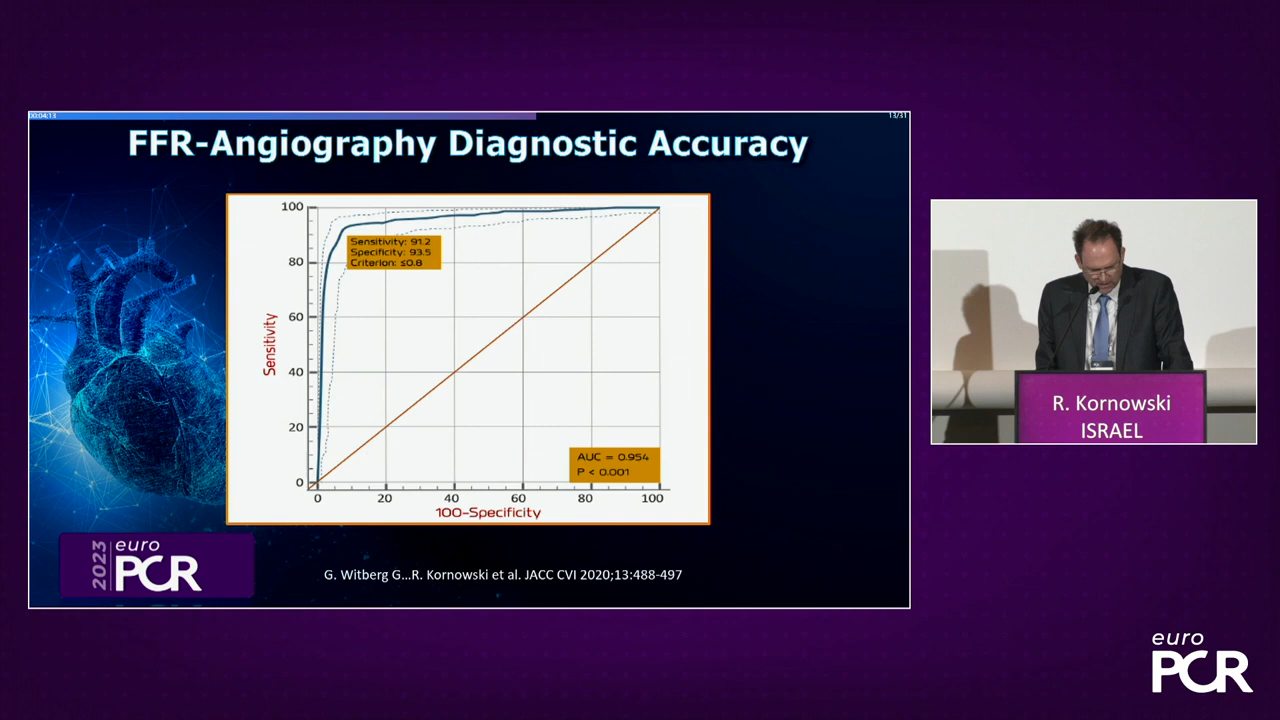 00:04:13
13/31
FFR-Angiography Diagnostic Accuracy
100
80
60
40
20
0
Sensitivity
Sensitivity: 91.2
Specificity: 93.5
Criterion: ≤0.8
AUC = 0.954
P < 0.001
0 20 40 60 80 100
100-Specificity
2023 euro
PCR
G. Witberg G...R. Kornowski et al. JACC CVI 2020;13:488-497
R. Kornowski
ISRAEL
euro
PCR